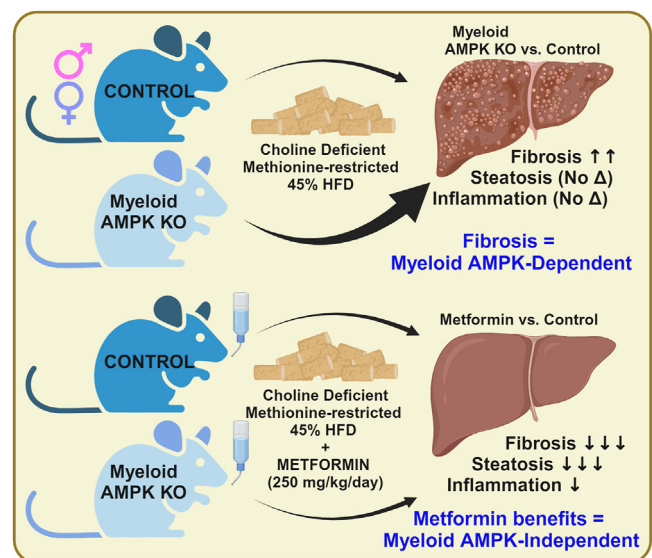 CONTROL
Myeloid
AMPK KO
Choline Deficient
Methionine-restricted
45% HFD
Myeloid
AMPK KO vs. Control
Fibrosis ↑↑
Steatosis (No Δ)
Inflammation (No Δ)
Fibrosis =
Myeloid AMPK-Dependent
CONTROL
Myeloid
AMPK KO
Choline Deficient
Methionine-restricted
45% HFD
+
METFORMIN
(250 mg/kg/day)
Metformin vs. Control
Fibrosis ↓↓↓
Steatosis ↓↓↓
Inflammation ↓
Metformin benefits =
Myeloid AMPK-Independent